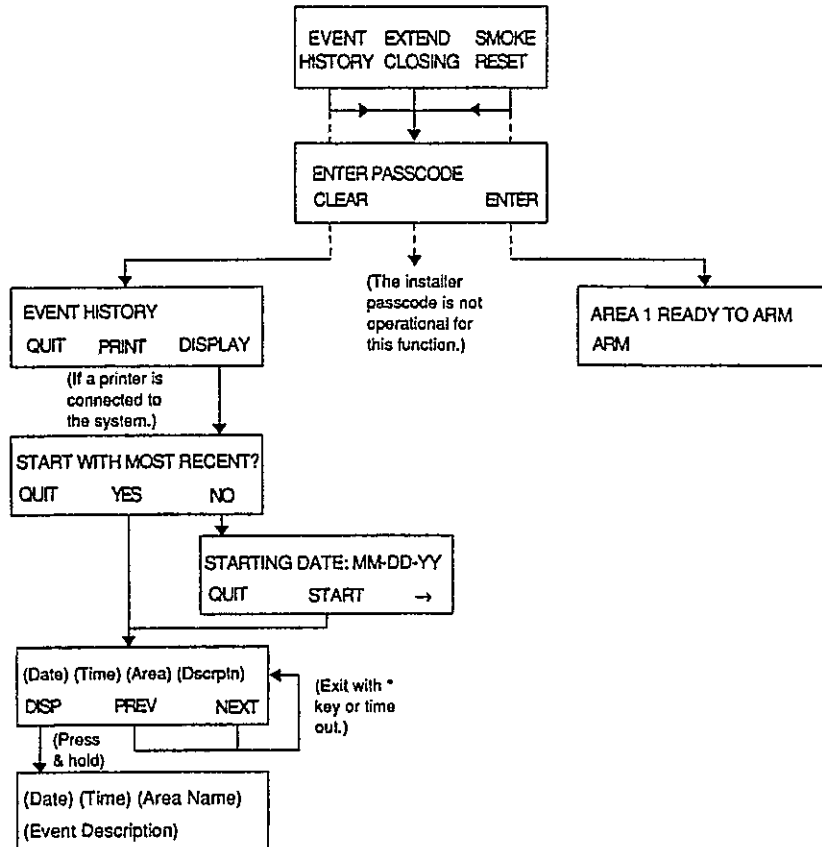 EVENT EXTEND SMOKE
HISTORY CLOSING RESET
ENTER PASSCODE
CLEAR ENTER
(The installer
passcode is not
operational for
this function.)
EVENT HISTORY
QUIT PRINT DISPLAY
AREA 1 READY TO ARM
ARM
(If a printer is
connected to
the system.)
START WITH MOST RECENT?
QUIT YES NO
STARTING DATE: MM-DD-YY
QUIT START →
(Date) (Time) (Area) (Dscrptn)
DISP PREV NEXT
(Exit with *
key or time
out.)
(Press
& hold)
(Date) (Time) (Area Name)
(Event Description)